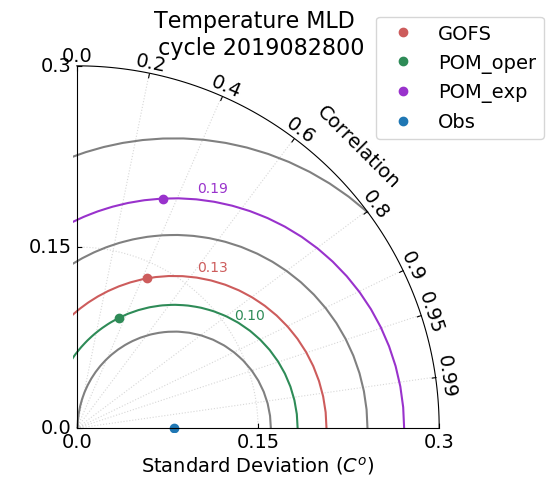 Temperature MLD
cycle 2019082800
GOFS
POM_oper
POM_exp
Obs
0.0
0.2
0.4
0.6
0.8
0.9
0.95
0.99
Correlation
0.3
0.15
0.0
0.19
0.13
0.10
0.0
0.15
0.3
Standard Deviation (C^o)